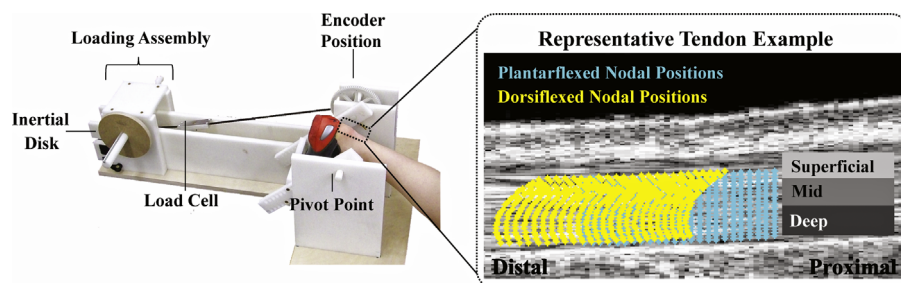 Loading Assembly
Encoder
Position
Inertial
Disk
Load Cell
Pivot Point
Representative Tendon Example
Plantarflexed Nodal Positions
Dorsiflexed Nodal Positions
Superficial
Mid
Deep
Distal
Proximal